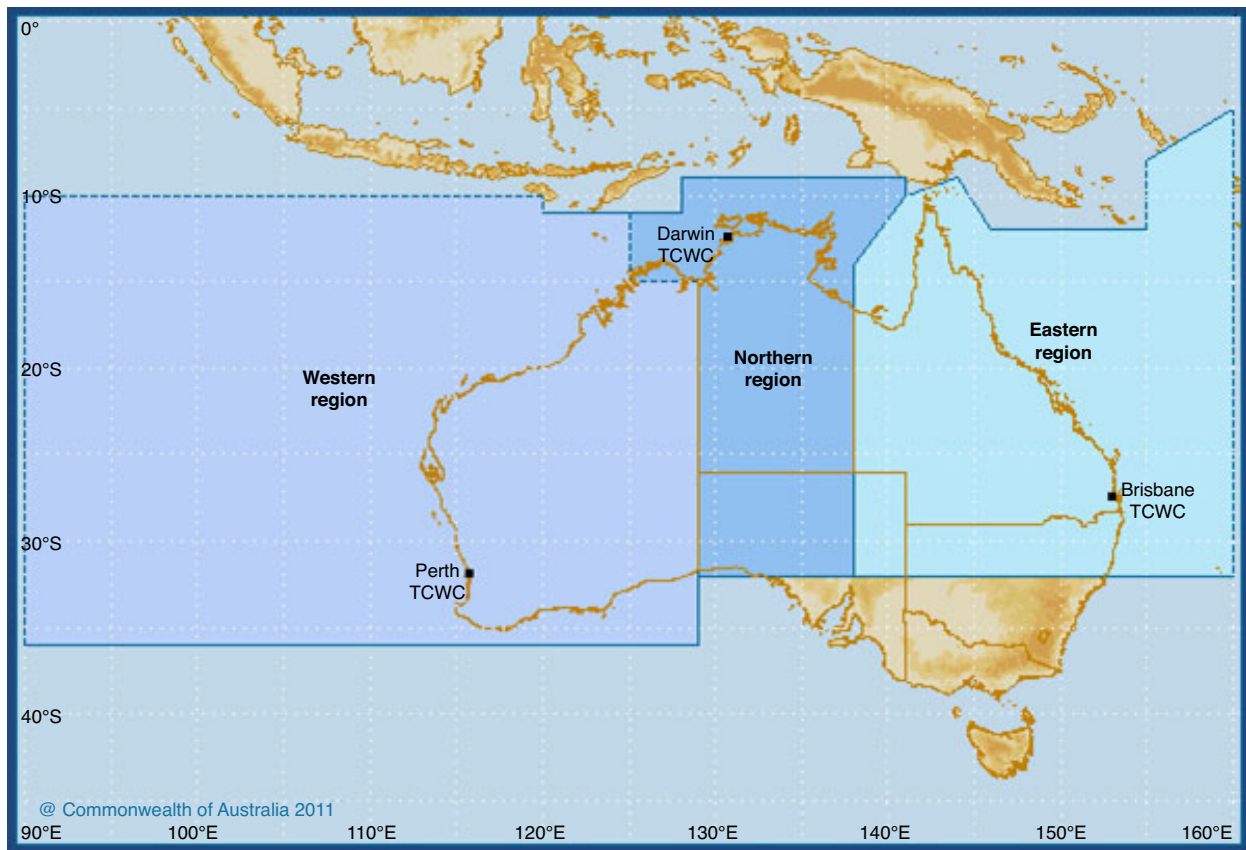 0°
10°S
Darwin
TCWC
Eastern
region
Northern
region
20°S
Western
region
Brisbane
TCWC
30°S
Perth
TCWC
40°S
@ Commonwealth of Australia 2011
90°E 100°E 110°E 120°E 130°E 140°E 150°E 160°E